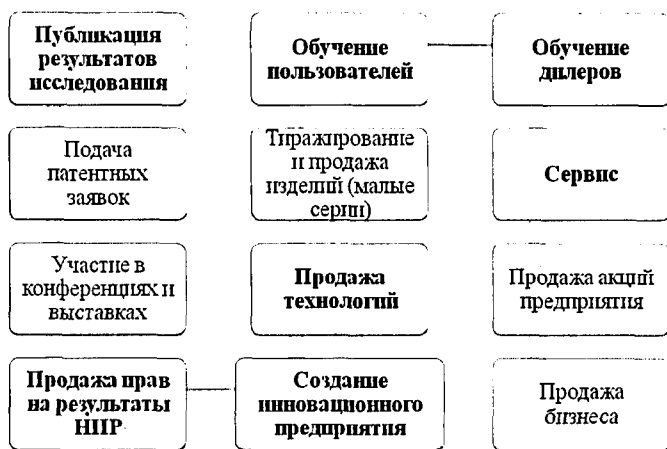 Публикация
результатов
исследования
Обучение
пользователей
Обучение
дилеров
Подача
патентных
заявок
Тиражирование
и продажа
изделий (малые
серии)
Сервис
Участие в
конференциях и
выставках
Продажа
технологий
Продажа акций
предприятия
Продажа прав
на результаты
НИР
Создание
инновационного
предприятия
Продажа
бизнеса